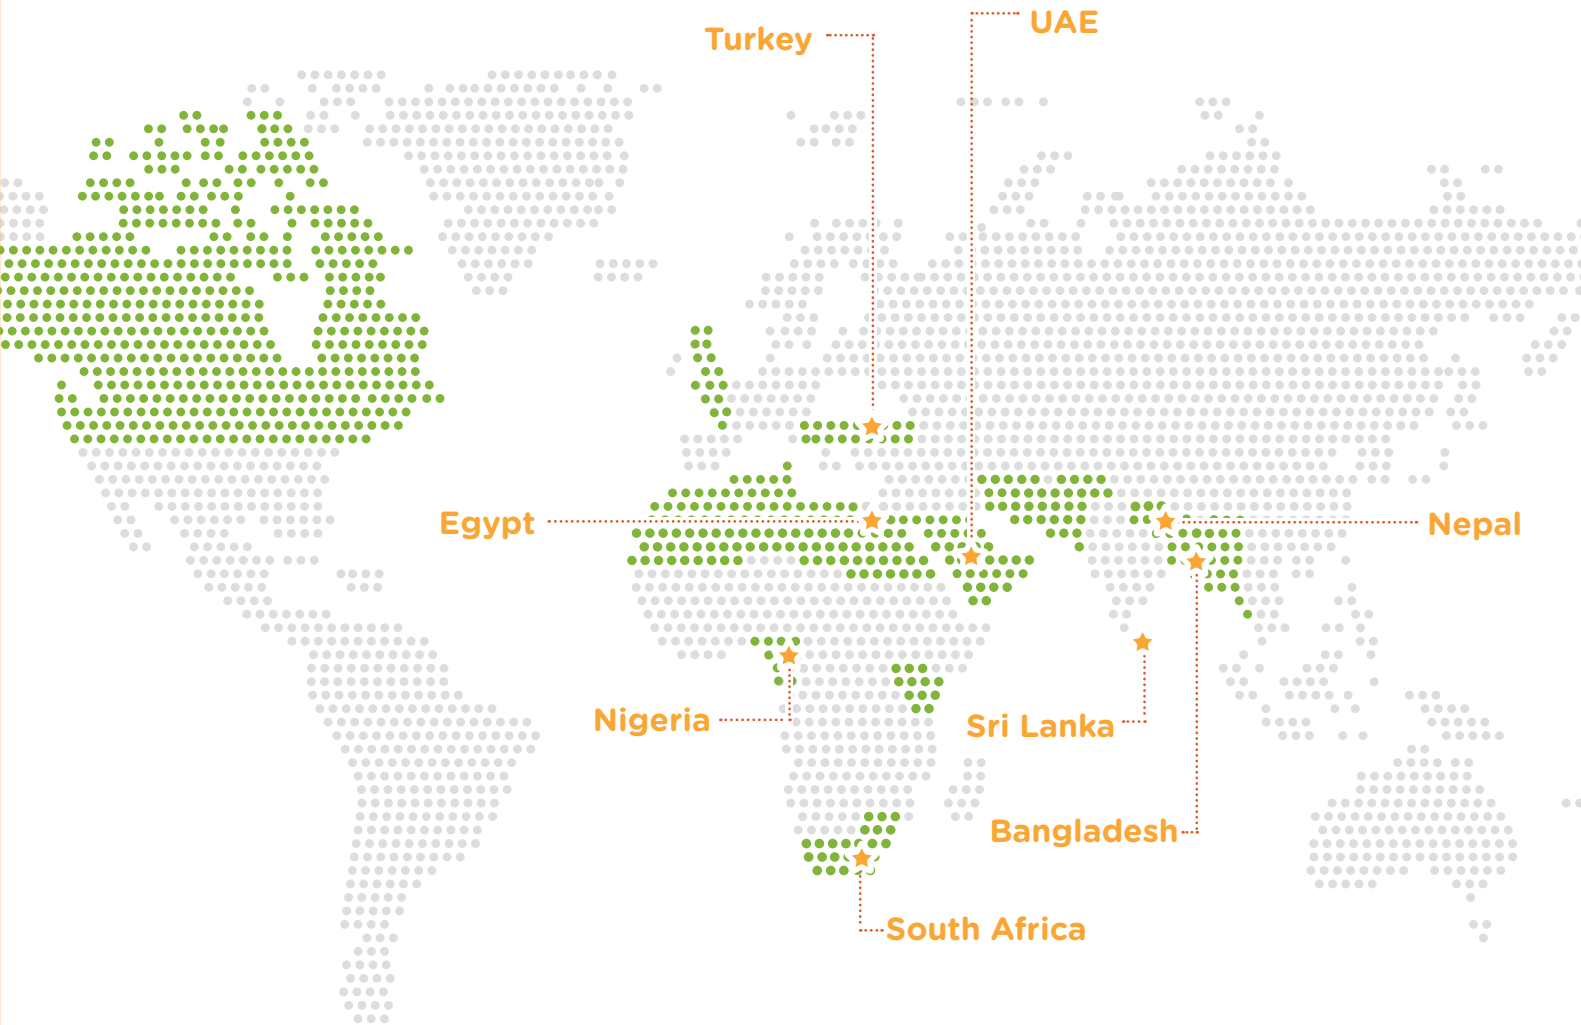 UAE
Turkey
Egypt
Nepal
Nigeria
Sri Lanka
Bangladesh
South Africa